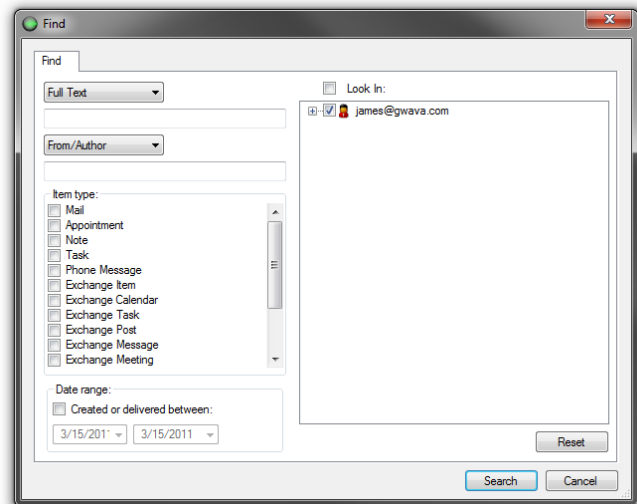 Find
Find
Full Text
From/Author
Item type:
Mail
Appointment
Note
Task
Phone Message
Exchange Item
Exchange Calendar
Exchange Task
Exchange Post
Exchange Message
Exchange Meeting
Date range:
Created or delivered between:
3/15/201 3/15/2011
Look In:
james@gwava.com
Reset
Search Cancel